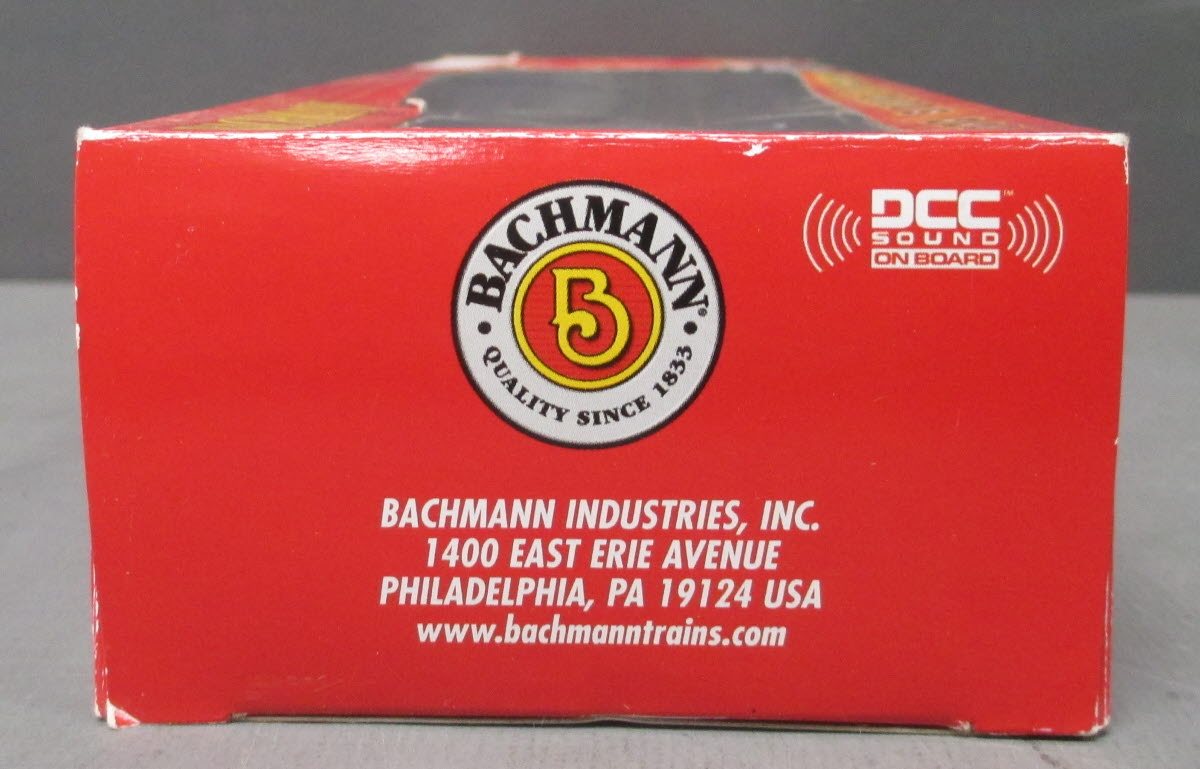 BACHMANN®
B
• QUALITY SINCE 1833 •
DCC™
SOUND
ON BOARD
BACHMANN INDUSTRIES, INC.
1400 EAST ERIE AVENUE
PHILADELPHIA, PA 19124 USA
www.bachmanntrains.com